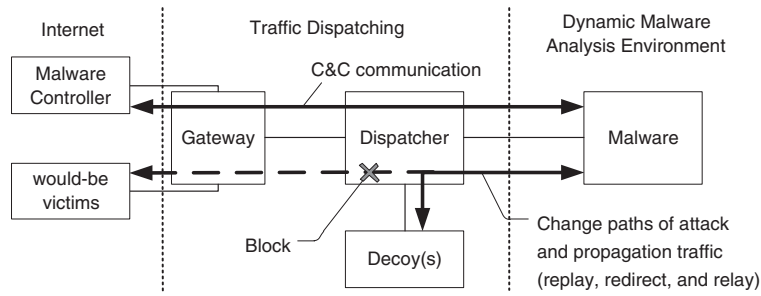 Internet
Traffic Dispatching
Dynamic Malware
Analysis Environment
Malware
Controller
C&C communication
Gateway
Dispatcher
Malware
would-be
victims
Block
Decoy(s)
Change paths of attack
and propagation traffic
(replay, redirect, and relay)